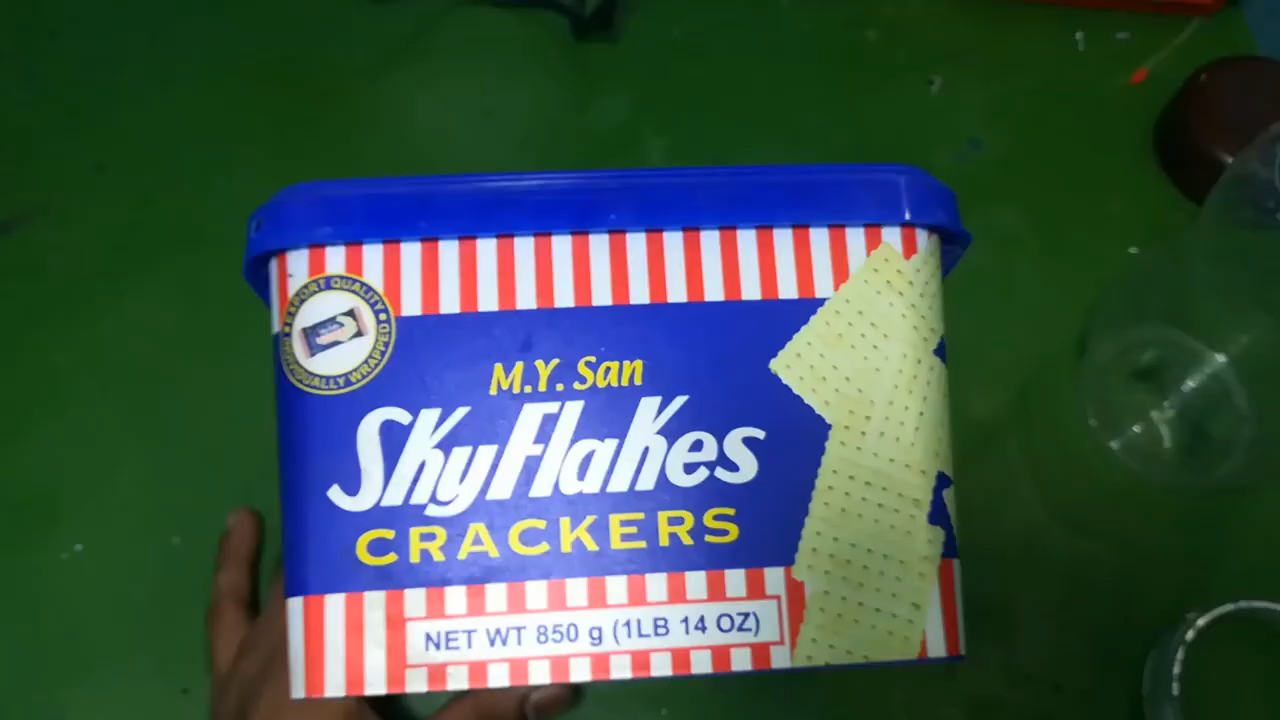 EXPORT QUALITY
INDIVIDUALLY WRAPPED
M.Y. San
SkyFlakes
CRACKERS
NET WT 850 g (1LB 14 OZ)